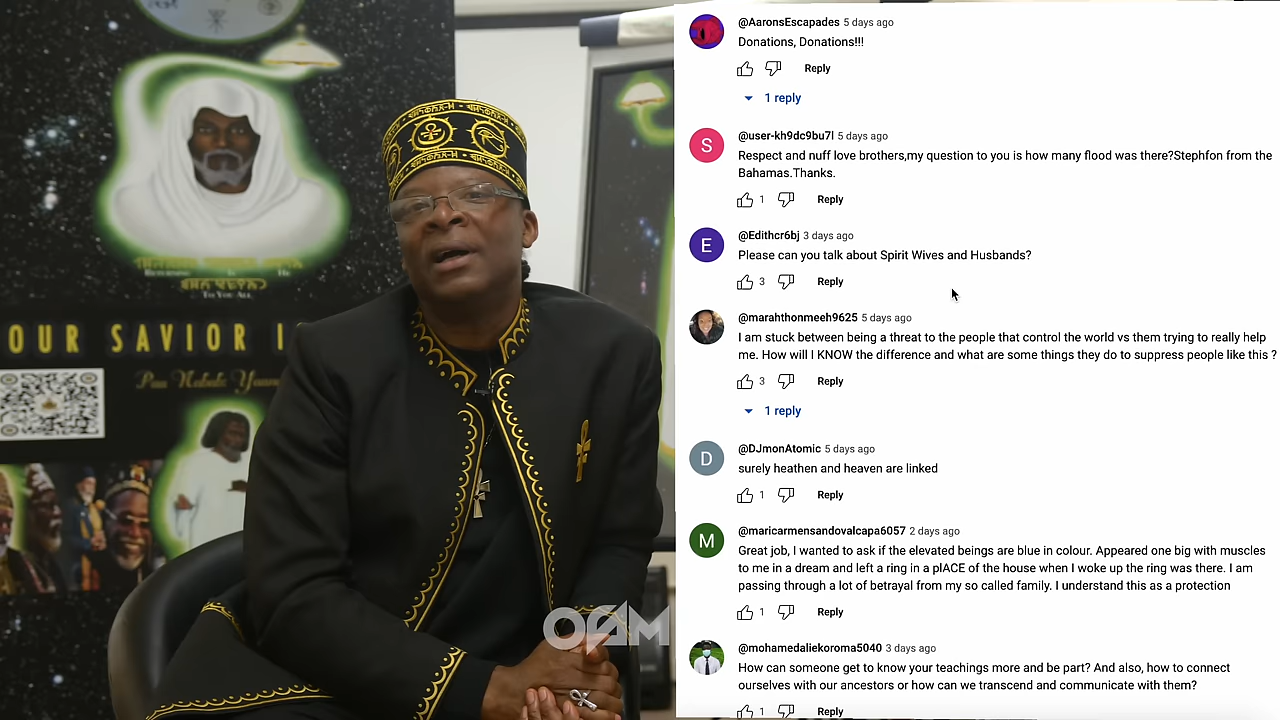 OUR SAVIOR I
Returning Is He
To You All
OFAM
@AaronsEscapades 5 days ago
Donations, Donations!!!
Reply
1 reply
S
@user-kh9dc9bu7l 5 days ago
Respect and nuff love brothers,my question to you is how many flood was there?Stephfon from the
Bahamas.Thanks.
1 Reply
E
@Edithcr6bj 3 days ago
Please can you talk about Spirit Wives and Husbands?
3 Reply
@marahthonmeeh9625 5 days ago
I am stuck between being a threat to the people that control the world vs them trying to really help
me. How will I KNOW the difference and what are some things they do to suppress people like this ?
3 Reply
1 reply
D
@DJmonAtomic 5 days ago
surely heathen and heaven are linked
1 Reply
M
@maricarmensandovalcapa6057 2 days ago
Great job, I wanted to ask if the elevated beings are blue in colour. Appeared one big with muscles
to me in a dream and left a ring in a plACE of the house when I woke up the ring was there. I am
passing through a lot of betrayal from my so called family. I understand this as a protection
1 Reply
@mohamedaliekoroma5040 3 days ago
How can someone get to know your teachings more and be part? And also, how to connect
ourselves with our ancestors or how can we transcend and communicate with them?
1 Reply